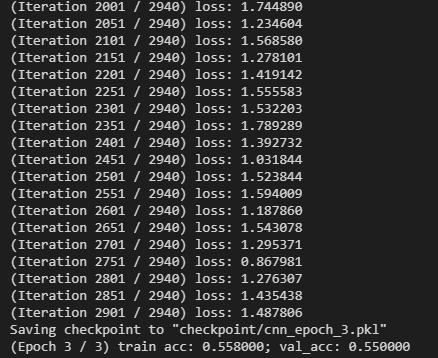 (Iteration 2001 / 2940) loss: 1.744890
(Iteration 2051 / 2940) loss: 1.234604
(Iteration 2101 / 2940) loss: 1.568580
(Iteration 2151 / 2940) loss: 1.278101
(Iteration 2201 / 2940) loss: 1.419142
(Iteration 2251 / 2940) loss: 1.555583
(Iteration 2301 / 2940) loss: 1.532203
(Iteration 2351 / 2940) loss: 1.789289
(Iteration 2401 / 2940) loss: 1.392732
(Iteration 2451 / 2940) loss: 1.031844
(Iteration 2501 / 2940) loss: 1.523844
(Iteration 2551 / 2940) loss: 1.594009
(Iteration 2601 / 2940) loss: 1.187860
(Iteration 2651 / 2940) loss: 1.543078
(Iteration 2701 / 2940) loss: 1.295371
(Iteration 2751 / 2940) loss: 0.867981
(Iteration 2801 / 2940) loss: 1.276307
(Iteration 2851 / 2940) loss: 1.435438
(Iteration 2901 / 2940) loss: 1.487806
Saving checkpoint to "checkpoint/cnn_epoch_3.pkl"
(Epoch 3 / 3) train acc: 0.558000; val_acc: 0.550000